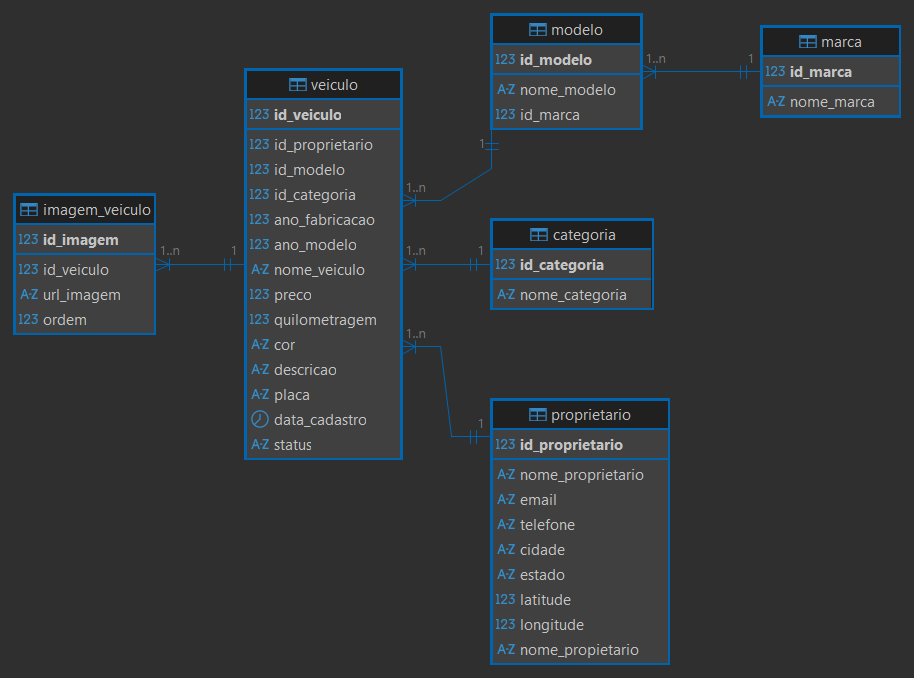 imagem_veiculo
123 id_imagem
123 id_veiculo
A-Z url_imagem
123 ordem
1..n
1
veiculo
123 id_veiculo
123 id_proprietario
123 id_modelo
123 id_categoria
123 ano_fabricacao
123 ano_modelo
A-Z nome_veiculo
123 preco
123 quilometragem
A-Z cor
A-Z descricao
A-Z placa
data_cadastro
A-Z status
1..n
1
1..n
1
1..n
1
modelo
123 id_modelo
A-Z nome_modelo
123 id_marca
1..n
1
marca
123 id_marca
A-Z nome_marca
categoria
123 id_categoria
A-Z nome_categoria
proprietario
123 id_proprietario
A-Z nome_proprietario
A-Z email
A-Z telefone
A-Z cidade
A-Z estado
123 latitude
123 longitude
A-Z nome_propietario